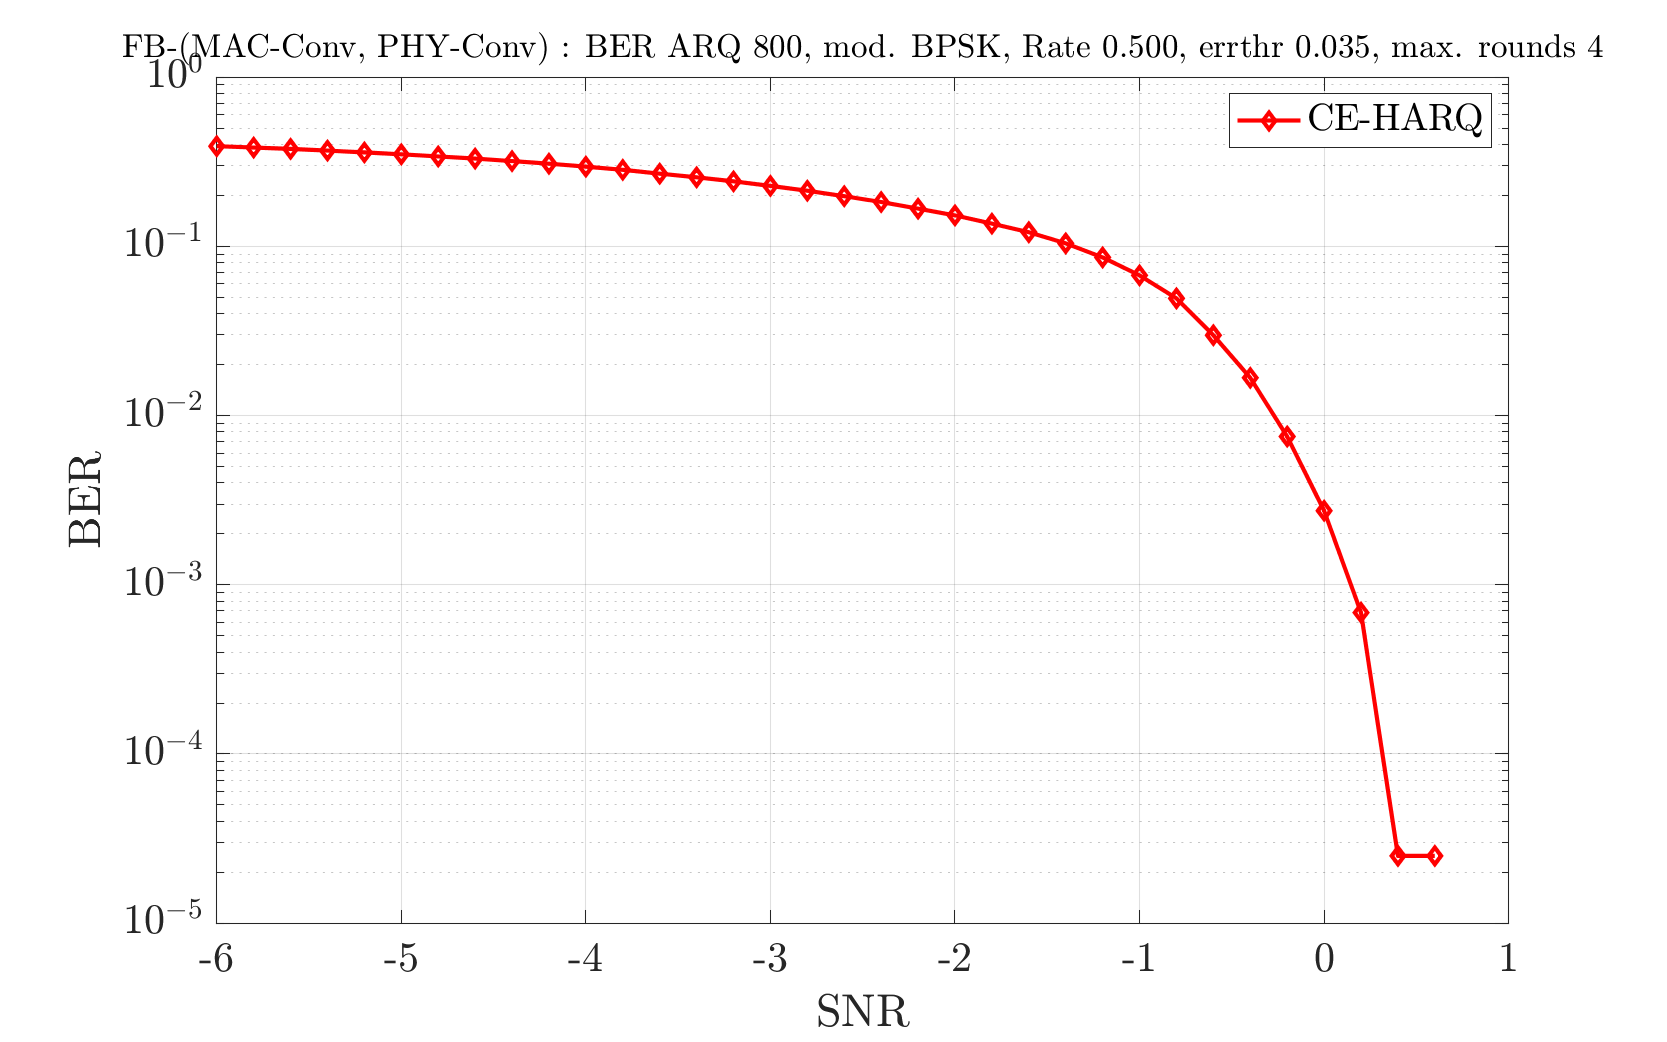 FB-(MAC-Conv, PHY-Conv) : BER ARQ 800, mod. BPSK, Rate 0.500, errthr 0.035, max. rounds 4
10^0
CE-HARQ
10^{-1}
10^{-2}
BER
10^{-3}
10^{-4}
10^{-5}
-6 -5 -4 -3 -2 -1 0 1
SNR